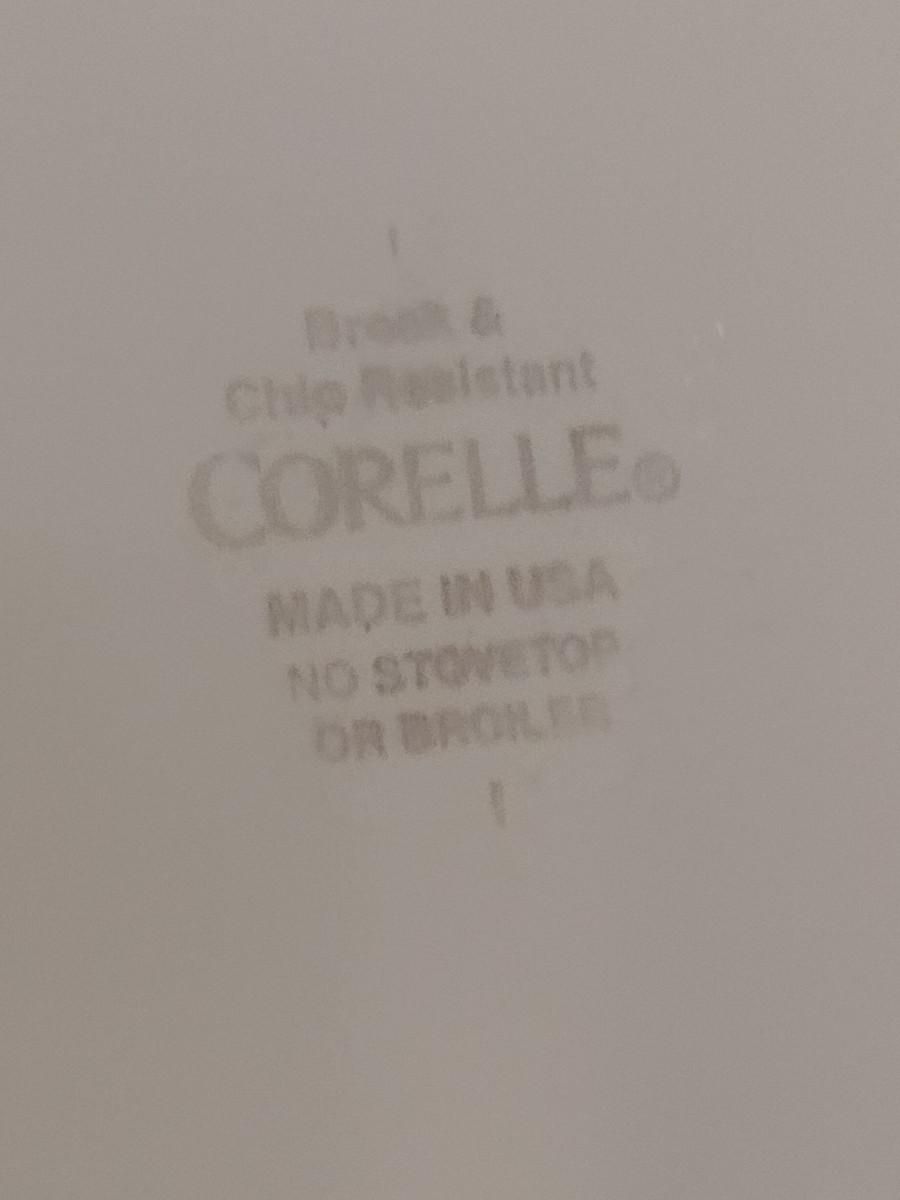 Break &
Chip Resistant
CORELLE®
MADE IN USA
NO STOVETOP
OR BROILER